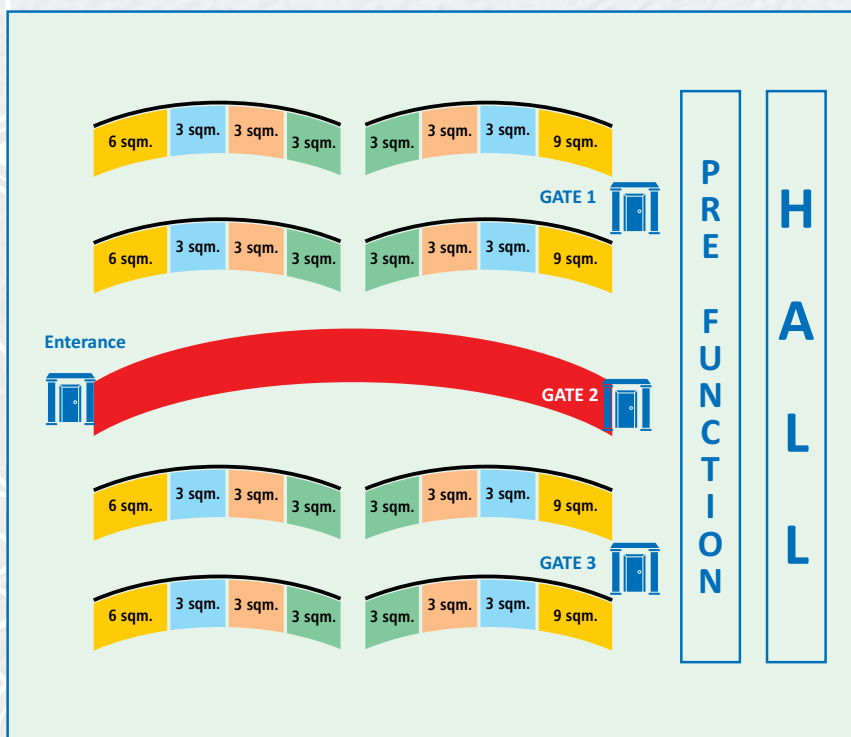 6 sqm. 3 sqm. 3 sqm. 3 sqm. 3 sqm. 3 sqm. 3 sqm. 9 sqm.
GATE 1
6 sqm. 3 sqm. 3 sqm. 3 sqm. 3 sqm. 3 sqm. 3 sqm. 9 sqm.
Enterance
GATE 2
6 sqm. 3 sqm. 3 sqm. 3 sqm. 3 sqm. 3 sqm. 3 sqm. 9 sqm.
GATE 3
6 sqm. 3 sqm. 3 sqm. 3 sqm. 3 sqm. 3 sqm. 3 sqm. 9 sqm.
PRE FUNCTION
HALL